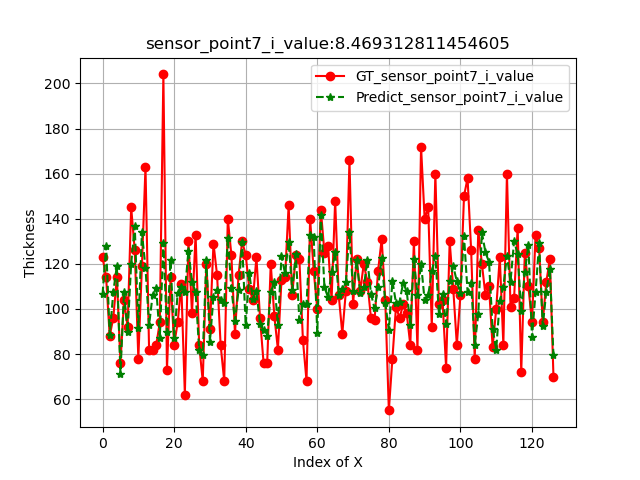 sensor_point7_i_value:8.469312811454605
GT_sensor_point7_i_value
Predict_sensor_point7_i_value
Thickness
200
180
160
140
120
100
80
60
0 20 40 60 80 100 120
Index of X